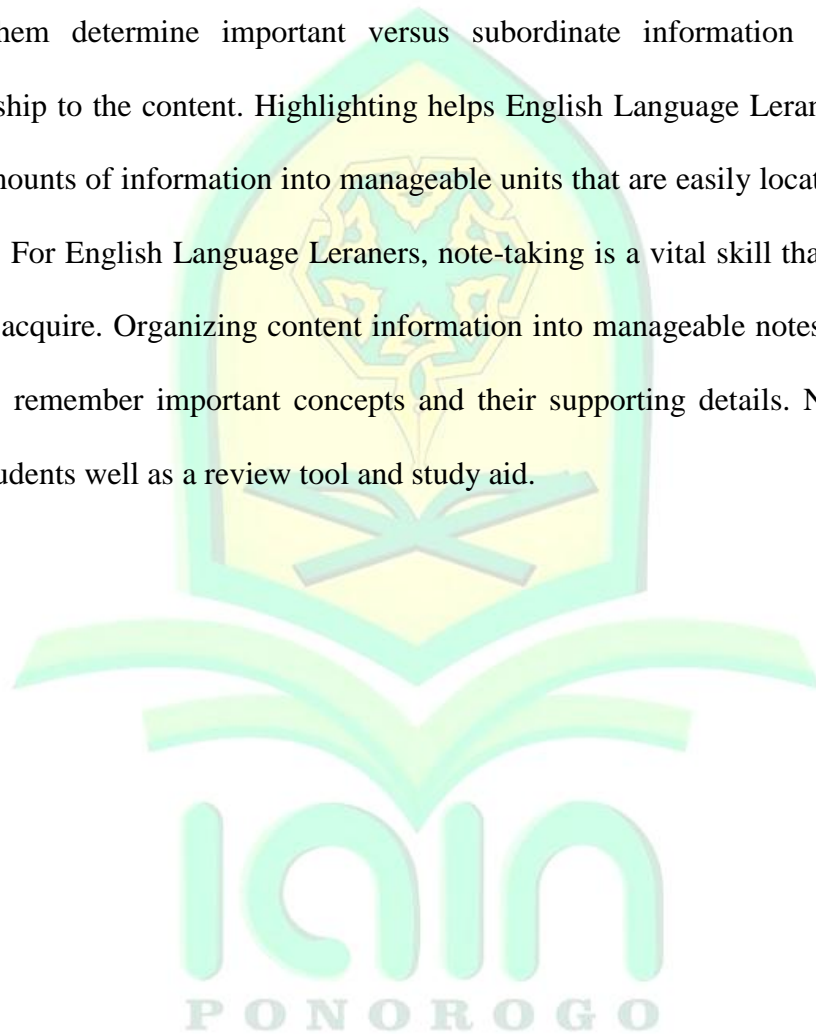 hem determine important versus subordinate information
ship to the content. Highlighting helps English Language Leran
nounts of information into manageable units that are easily locat
For English Language Leraners, note-taking is a vital skill tha
acquire. Organizing content information into manageable notes
remember important concepts and their supporting details. N
udents well as a review tool and study aid.
iain
PONOROGO